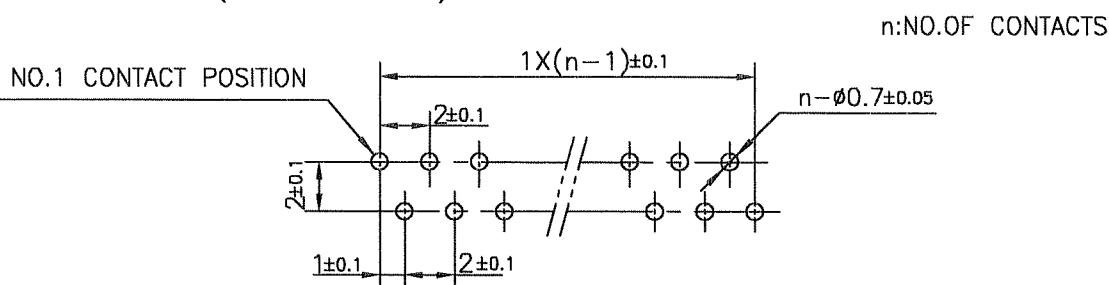 n:NO.OF CONTACTS
1X(n-1)±0.1
NO.1 CONTACT POSITION
n-ø0.7±0.05
2±0.1
2±0.1
1±0.1
2±0.1